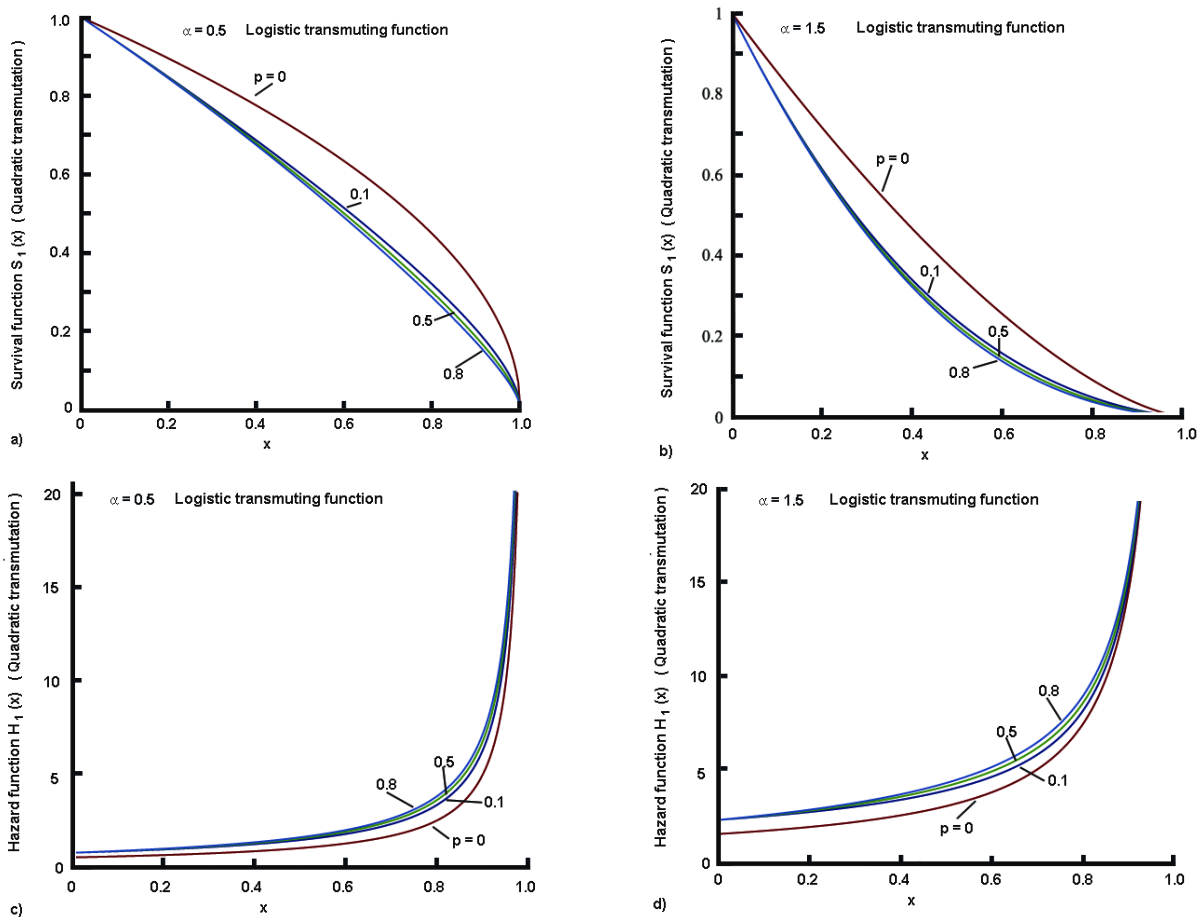 α = 0.5 Logistic transmuting function
Survival function S 1 (x) ( Quadratic transmutation )
1.0
0.8
0.6
0.4
0.2
0
p = 0
0.1
0.5
0.8
0
0.2
0.4
0.6
0.8
1.0
x
a)
α = 1.5 Logistic transmuting function
Survival function S 1 (x) ( Quadratic transmutation )
1
0.8
0.6
0.4
0.2
0
p = 0
0.1
0.5
0.8
0
0.2
0.4
0.6
0.8
1.0
x
b)
α = 0.5 Logistic transmuting function
Hazard function H 1 (x) ( Quadratic transmutation )
20
15
10
5
0
0.8
0.5
0.1
p = 0
0
0.2
0.4
0.6
0.8
1.0
x
c)
α = 1.5 Logistic transmuting function
Hazard function H 1 (x) ( Quadratic transmutation )
20
15
10
5
0
0.8
0.5
0.1
p = 0
0
0.2
0.4
0.6
0.8
1.0
x
d)